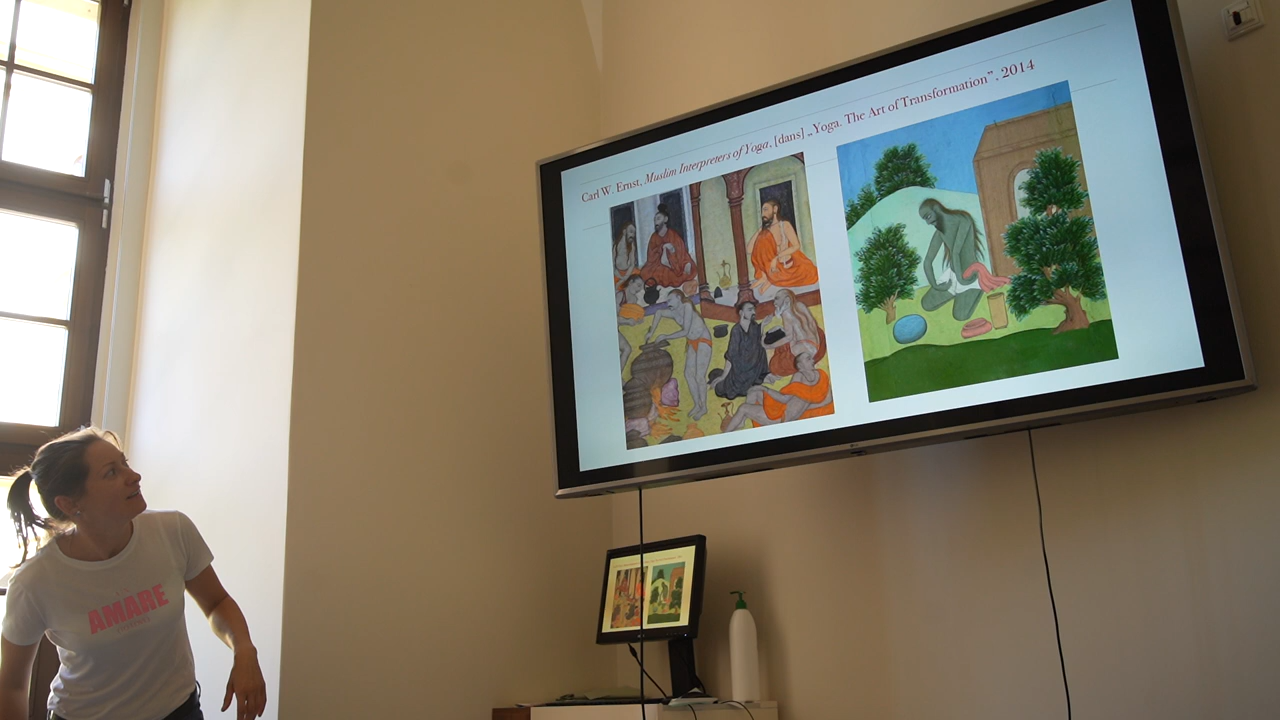 Carl W. Ernst, Muslim Interpreters of Yoga, [dans] „Yoga. The Art of Transformation”, 2014
AMARE